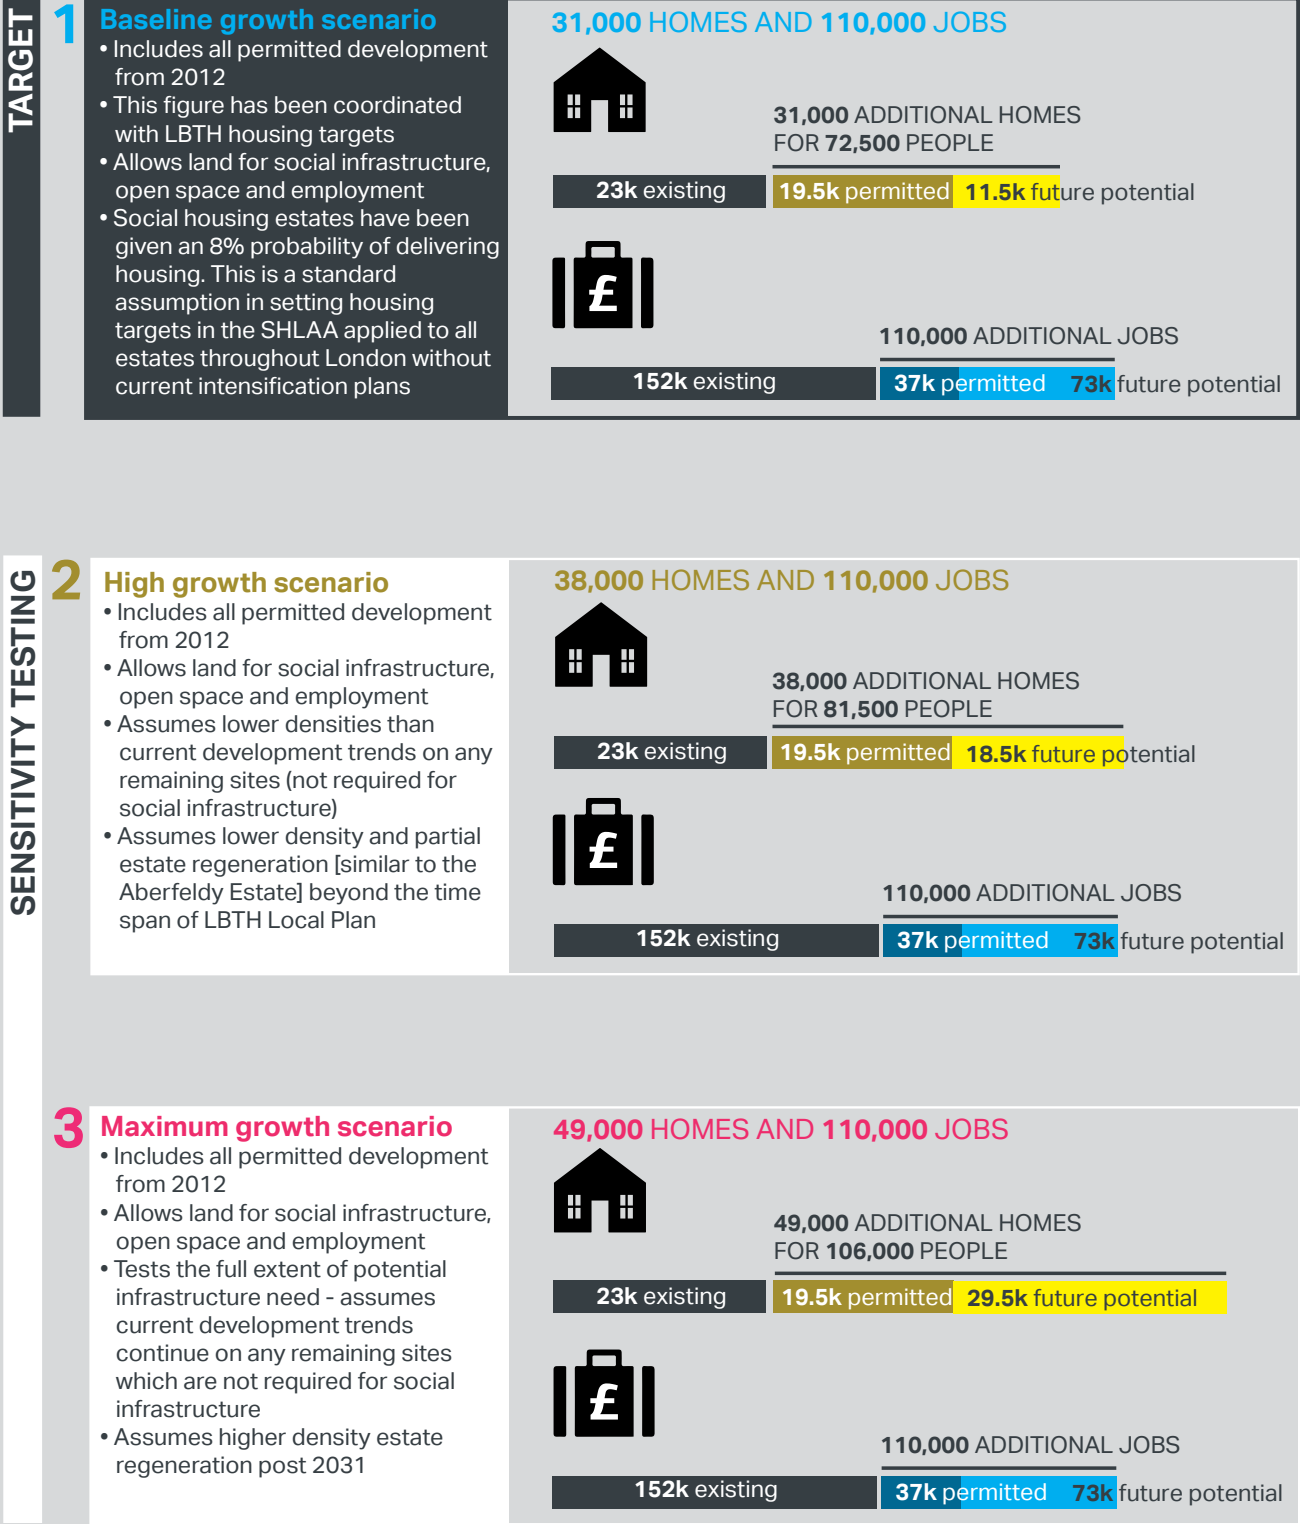 TARGET
1
Baseline growth scenario
• Includes all permitted development
from 2012
• This figure has been coordinated
with LBTH housing targets
• Allows land for social infrastructure,
open space and employment
• Social housing estates have been
given an 8% probability of delivering
housing. This is a standard
assumption in setting housing
targets in the SHLAA applied to all
estates throughout London without
current intensification plans
31,000 HOMES AND 110,000 JOBS
31,000 ADDITIONAL HOMES
FOR 72,500 PEOPLE
23k existing 19.5k permitted 11.5k future potential
£
110,000 ADDITIONAL JOBS
152k existing 37k permitted 73k future potential
SENSITIVITY TESTING
2
High growth scenario
• Includes all permitted development
from 2012
• Allows land for social infrastructure,
open space and employment
• Assumes lower densities than
current development trends on any
remaining sites (not required for
social infrastructure)
• Assumes lower density and partial
estate regeneration [similar to the
Aberfeldy Estate] beyond the time
span of LBTH Local Plan
38,000 HOMES AND 110,000 JOBS
38,000 ADDITIONAL HOMES
FOR 81,500 PEOPLE
23k existing 19.5k permitted 18.5k future potential
£
110,000 ADDITIONAL JOBS
152k existing 37k permitted 73k future potential
3
Maximum growth scenario
• Includes all permitted development
from 2012
• Allows land for social infrastructure,
open space and employment
• Tests the full extent of potential
infrastructure need - assumes
current development trends
continue on any remaining sites
which are not required for social
infrastructure
• Assumes higher density estate
regeneration post 2031
49,000 HOMES AND 110,000 JOBS
49,000 ADDITIONAL HOMES
FOR 106,000 PEOPLE
23k existing 19.5k permitted 29.5k future potential
£
110,000 ADDITIONAL JOBS
152k existing 37k permitted 73k future potential